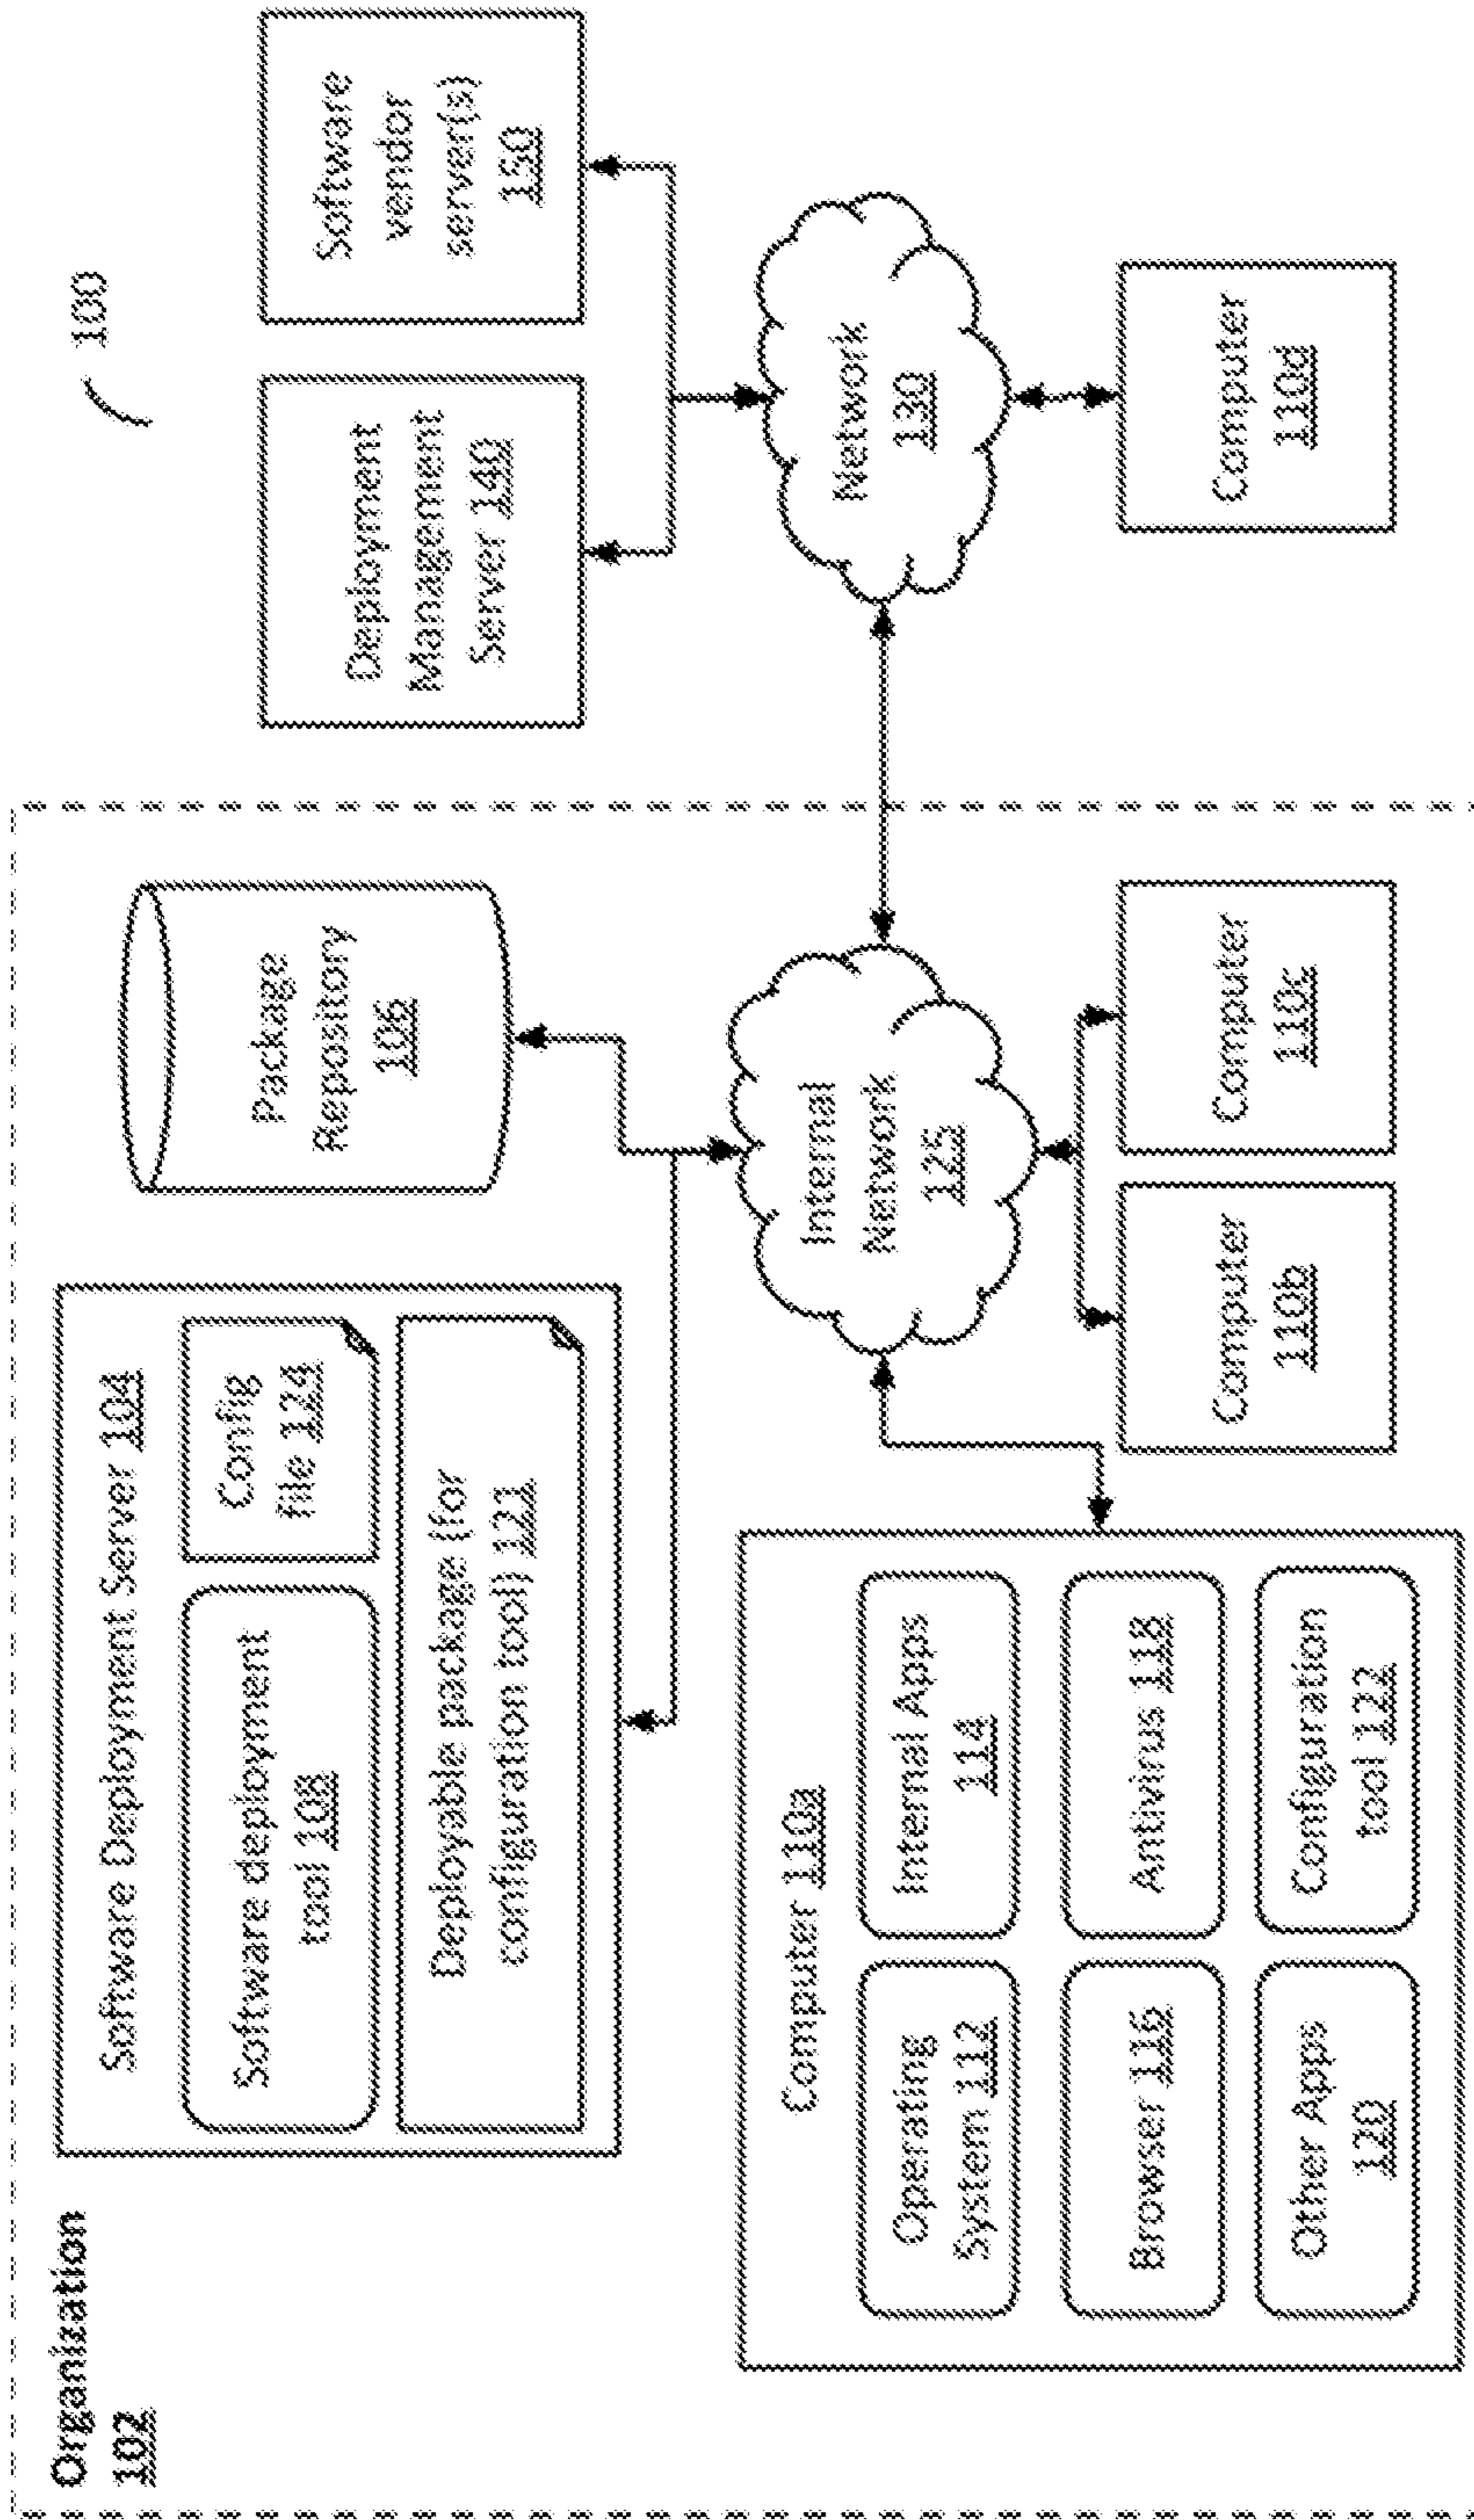 100
Organization
102
Software Deployment Server 104
Software deployment
tool 108
Config
file 124
Deployable package (for
configuration tool) 121
Package
Repository
106
Deployment
Management
Server 140
Software
vendor
server(s)
150
Internal
Network
125
Network
130
Computer 110a
Operating
System 112
Internal Apps
114
Browser 116
Antivirus 118
Other Apps
120
Configuration
tool 122
Computer
110b
Computer
110c
Computer
110d